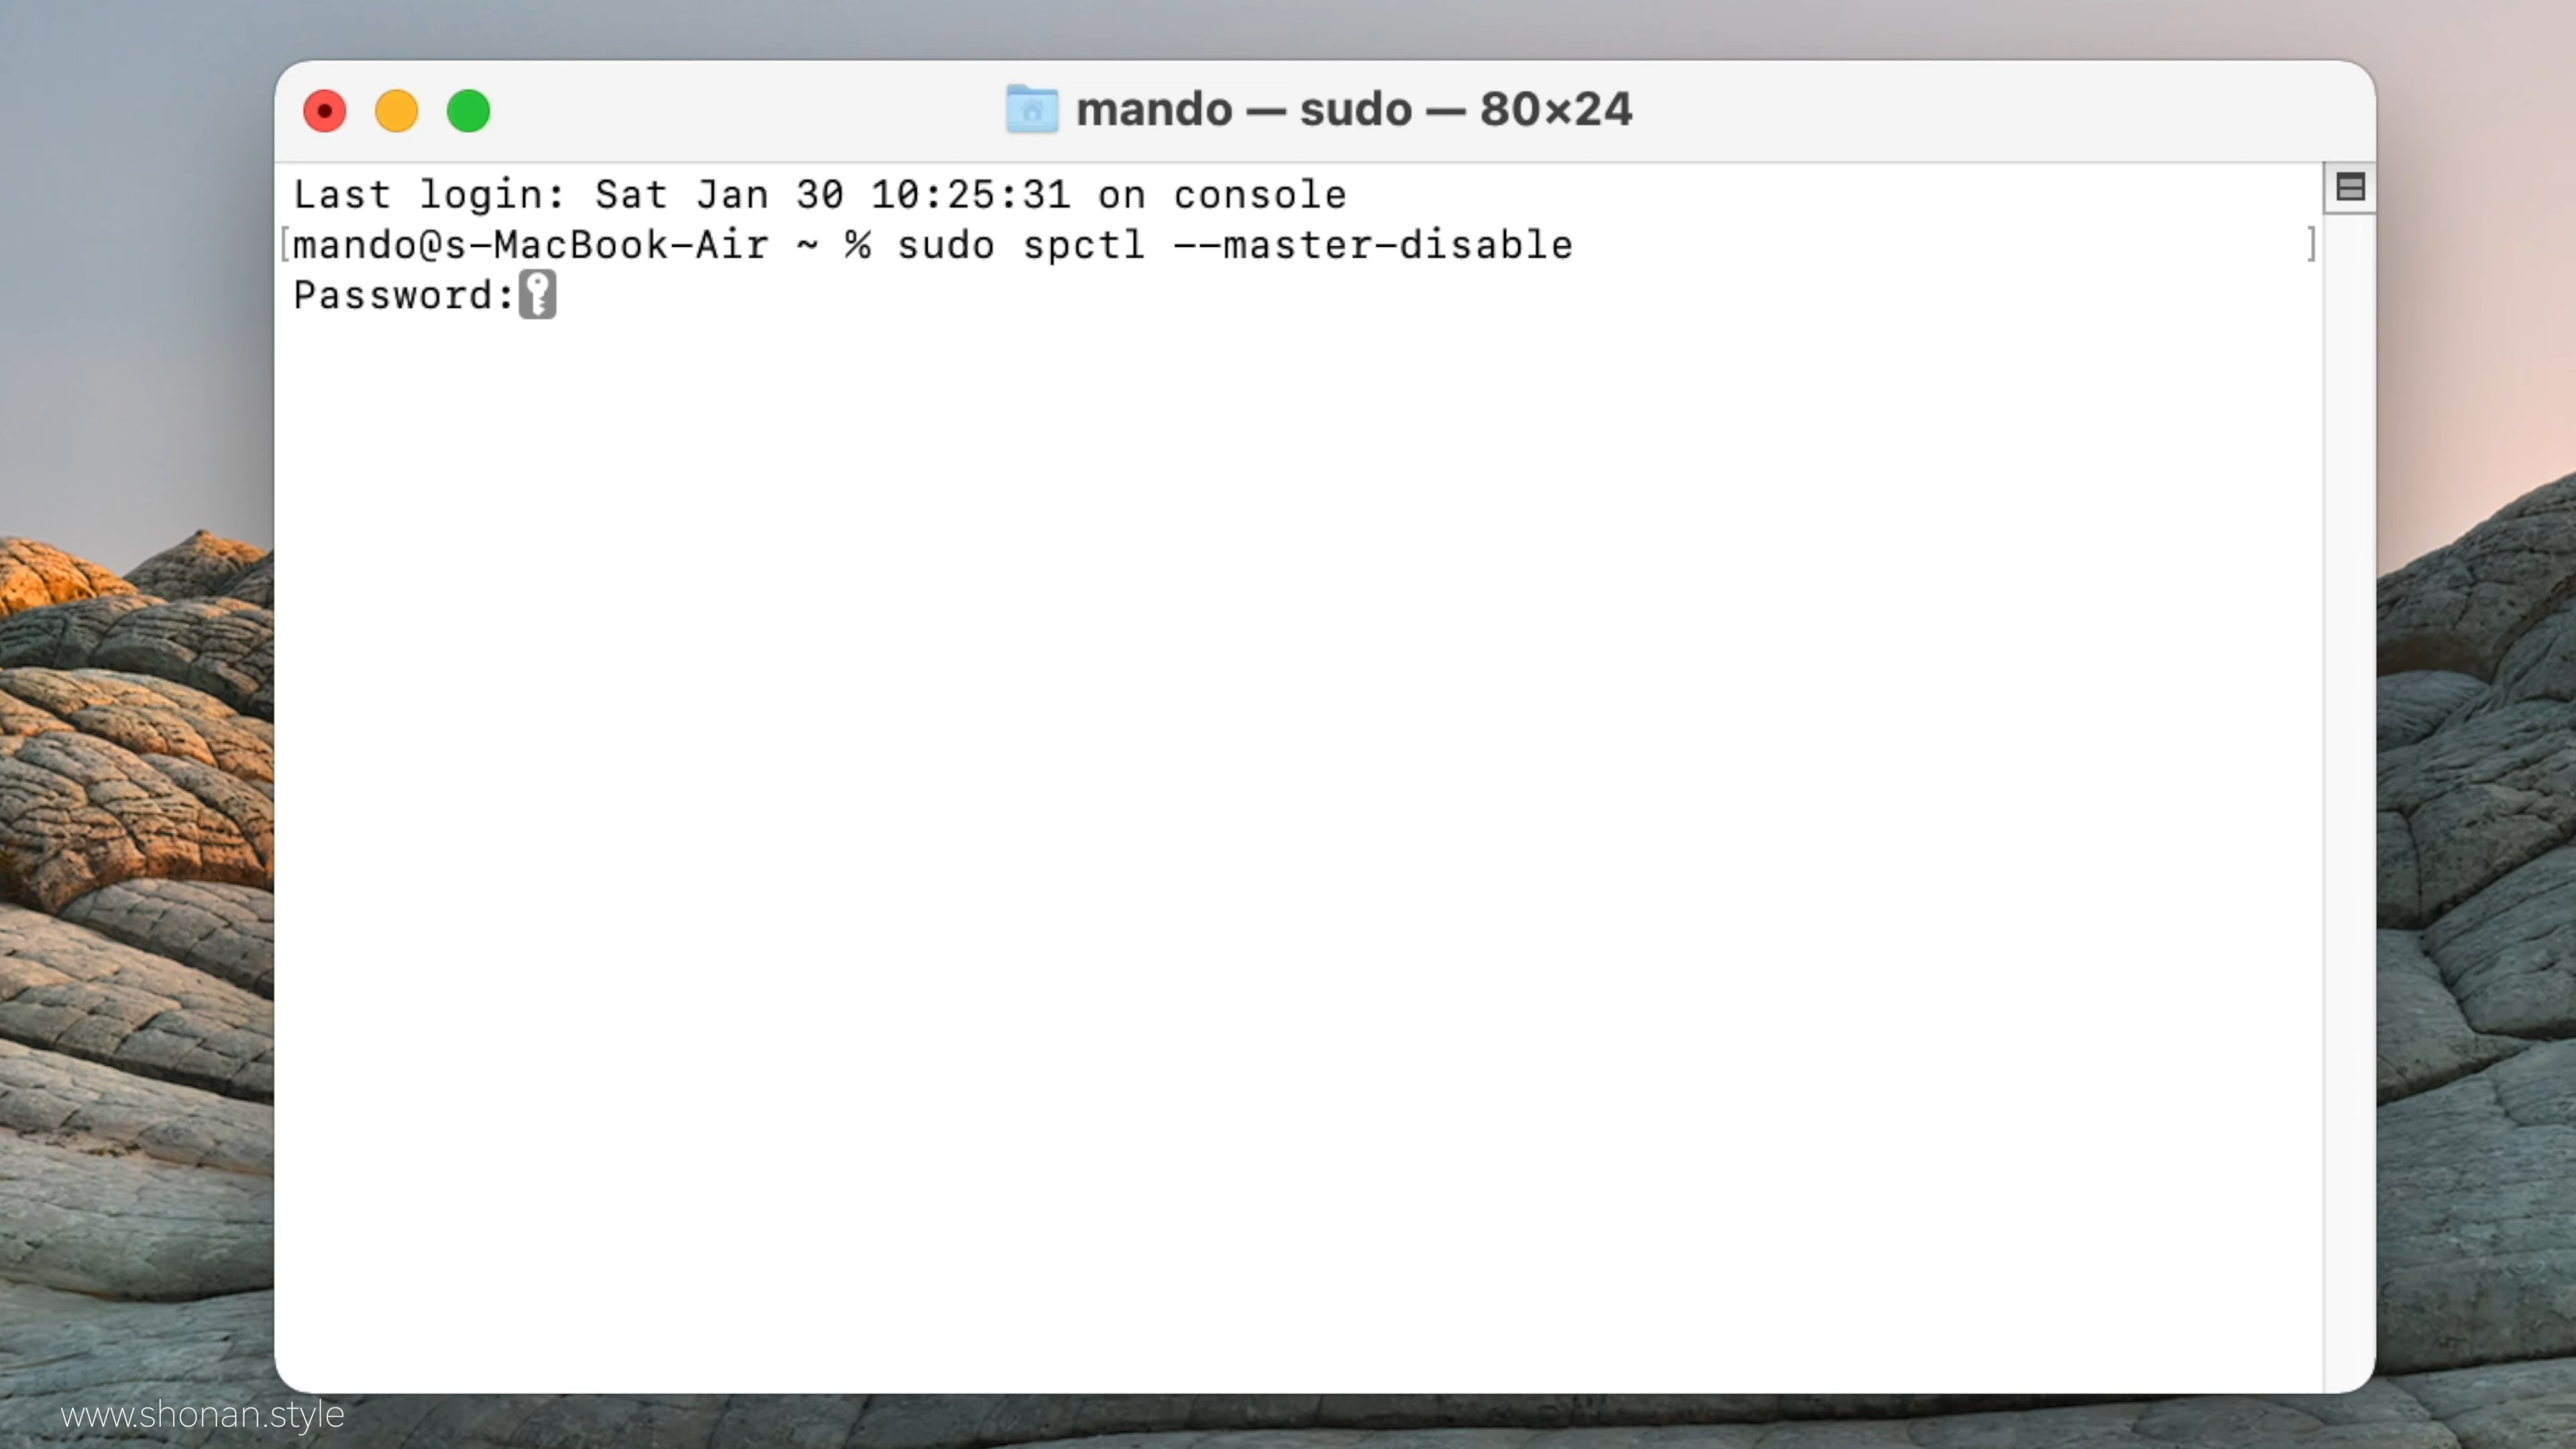 mando — sudo — 80×24
Last login: Sat Jan 30 10:25:31 on console
[mando@s-MacBook-Air ~ % sudo spctl --master-disable ]
Password:
www.shonan.style